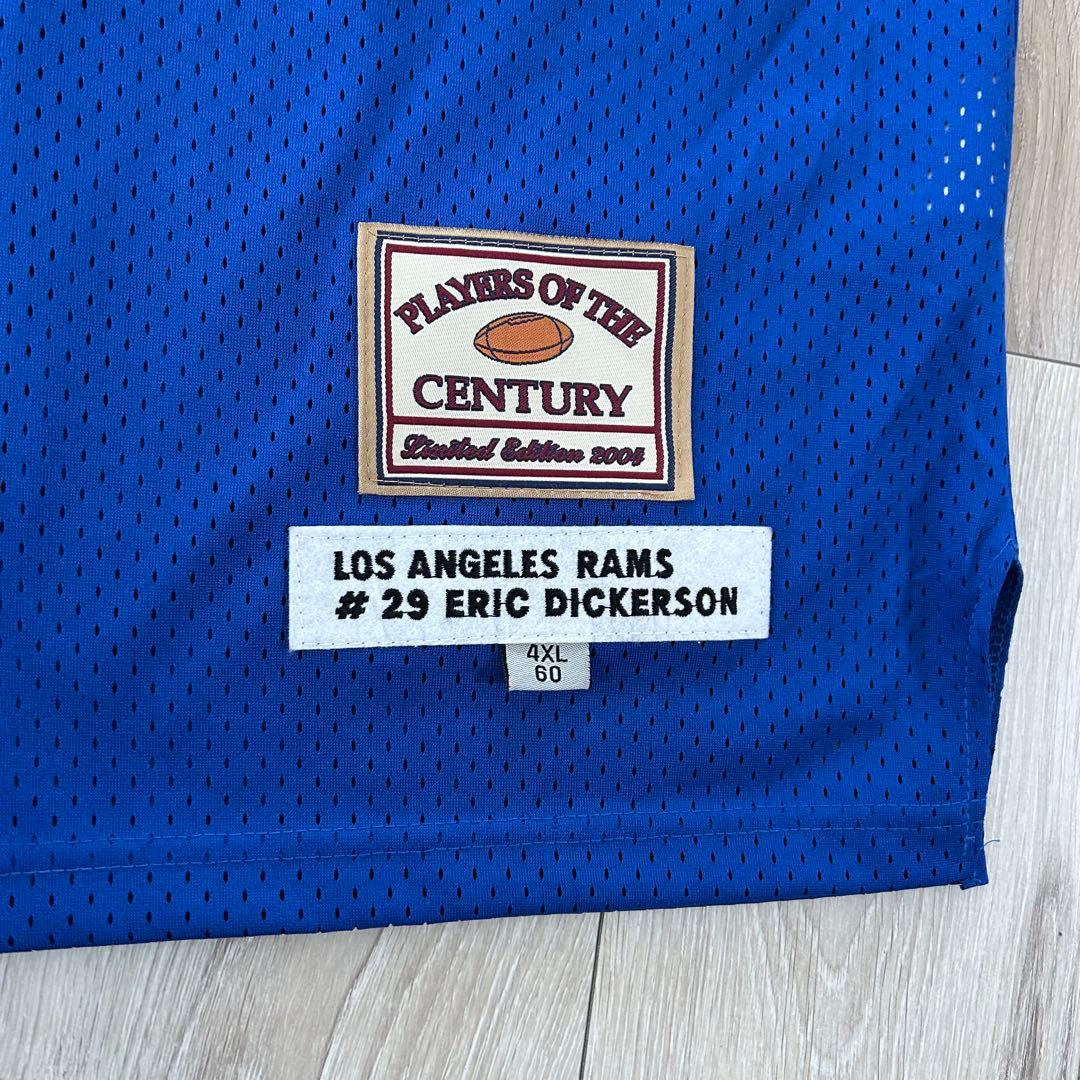 PLAYERS OF THE
CENTURY
Limited Edition 2004
LOS ANGELES RAMS
# 29 ERIC DICKERSON
4XL
60